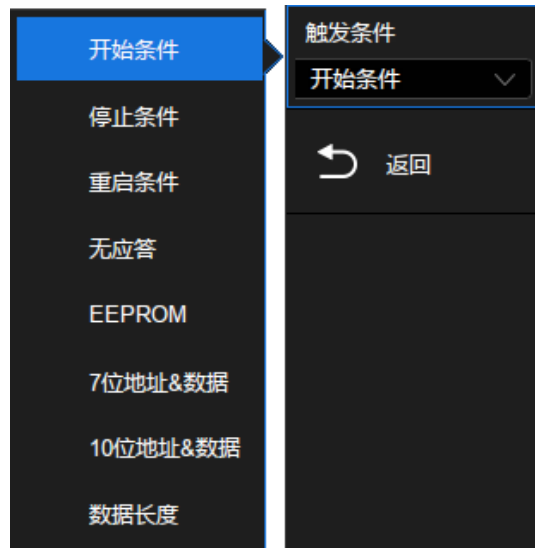 开始条件
停止条件
重启条件
无应答
EEPROM
7位地址&数据
10位地址&数据
数据长度
触发条件
开始条件
返回